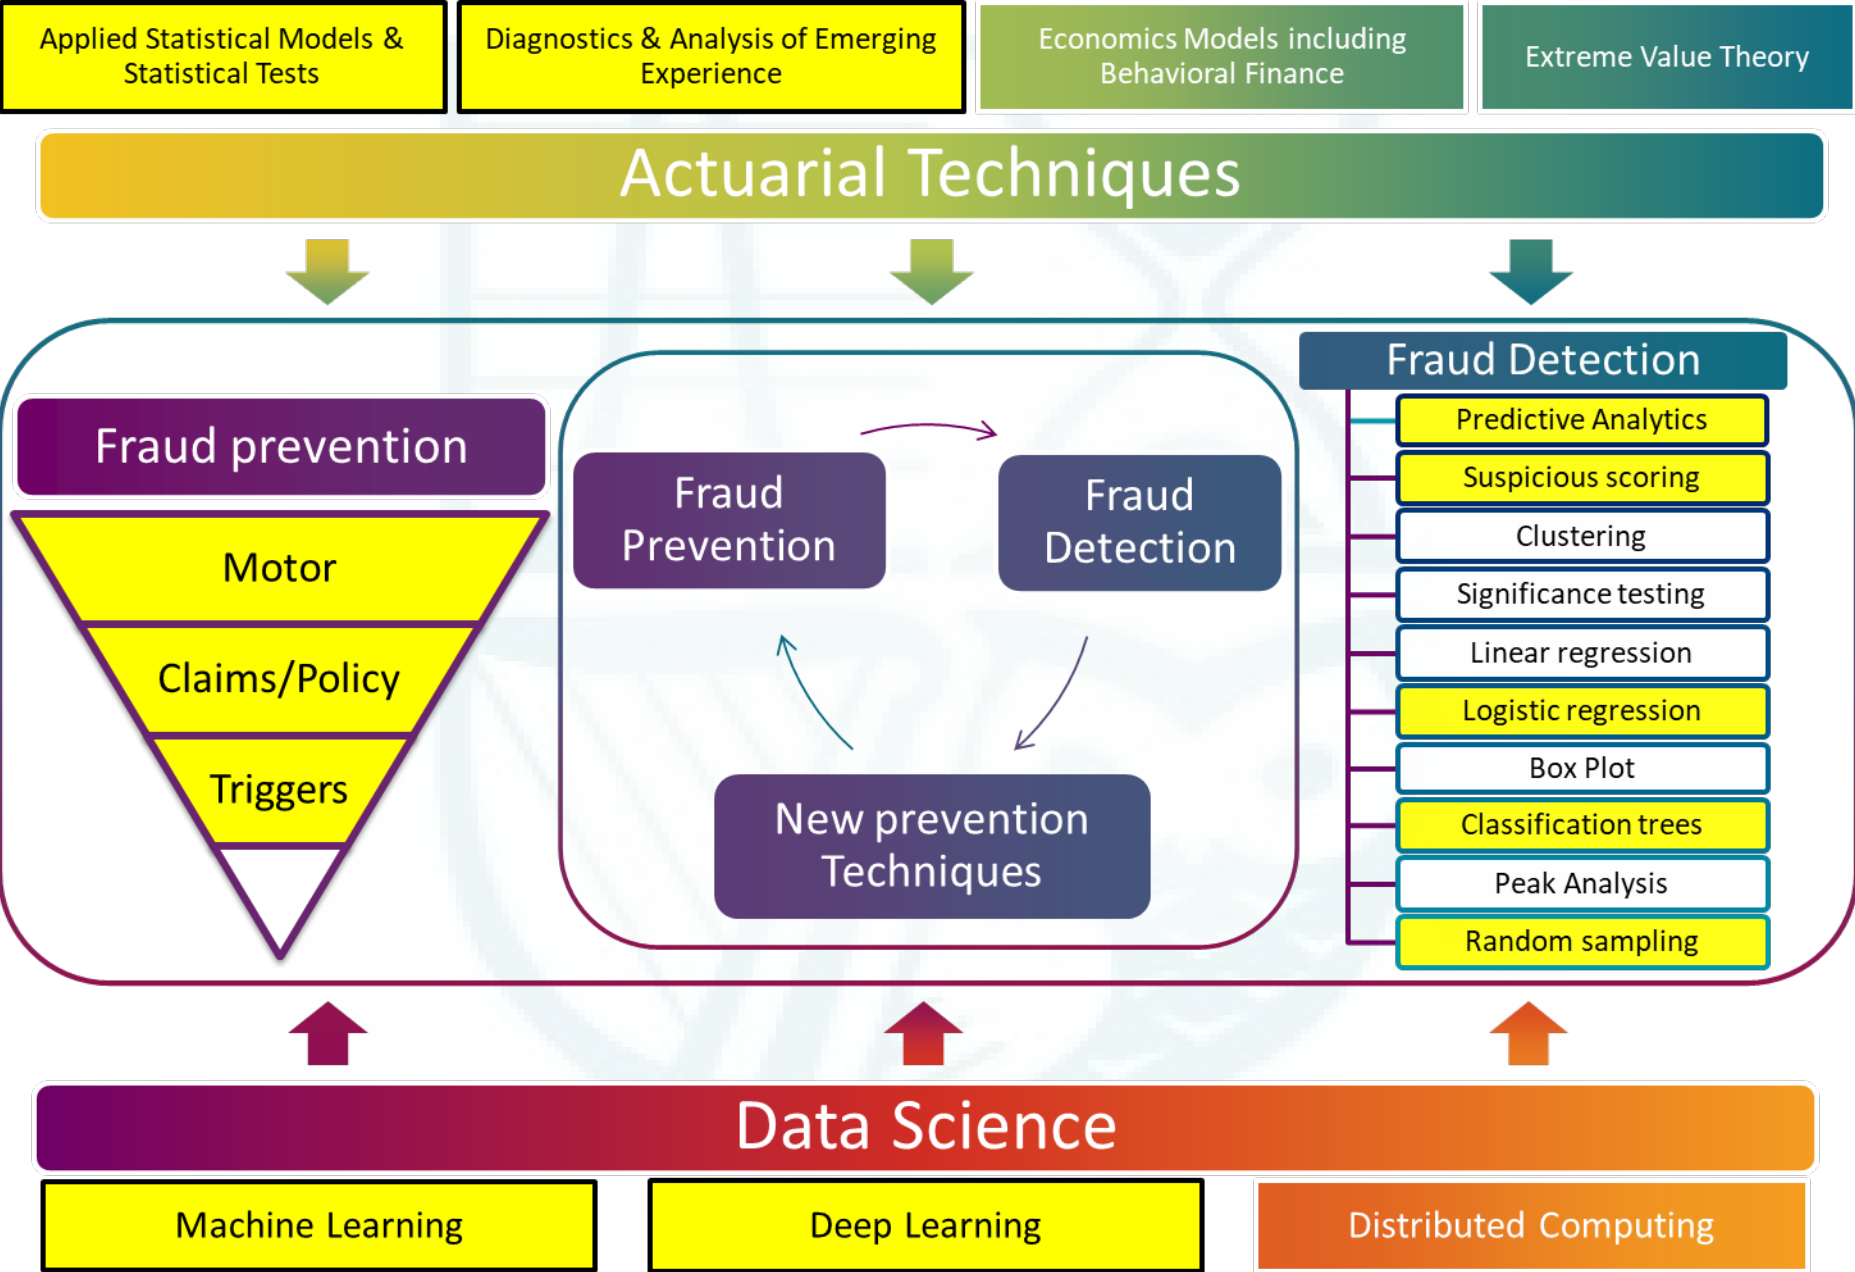 Applied Statistical Models &
Statistical Tests
Diagnostics & Analysis of Emerging
Experience
Economics Models including
Behavioral Finance
Extreme Value Theory
Actuarial Techniques
Fraud prevention
Motor
Claims/Policy
Triggers
Fraud
Prevention
Fraud
Detection
New prevention
Techniques
Fraud Detection
Predictive Analytics
Suspicious scoring
Clustering
Significance testing
Linear regression
Logistic regression
Box Plot
Classification trees
Peak Analysis
Random sampling
Data Science
Machine Learning
Deep Learning
Distributed Computing